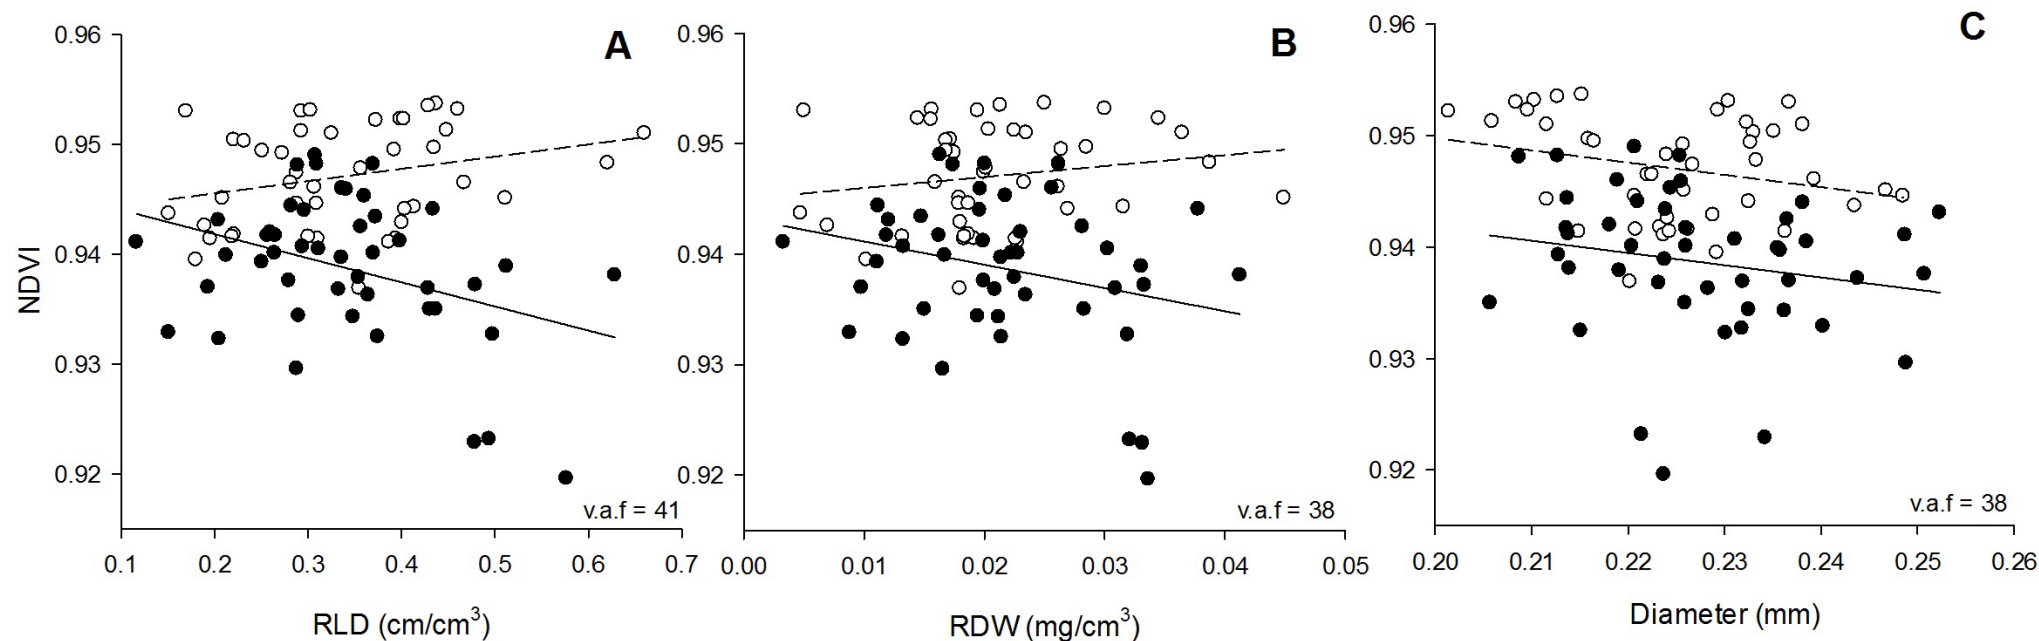 A
0.96
0.95
0.94
0.93
0.92
NDVI
v.a.f = 41
0.1 0.2 0.3 0.4 0.5 0.6 0.7
RLD (cm/cm³)
B
0.96
0.95
0.94
0.93
0.92
v.a.f = 38
0.00 0.01 0.02 0.03 0.04 0.05
RDW (mg/cm³)
C
0.96
0.95
0.94
0.93
0.92
v.a.f = 38
0.20 0.21 0.22 0.23 0.24 0.25 0.26
Diameter (mm)